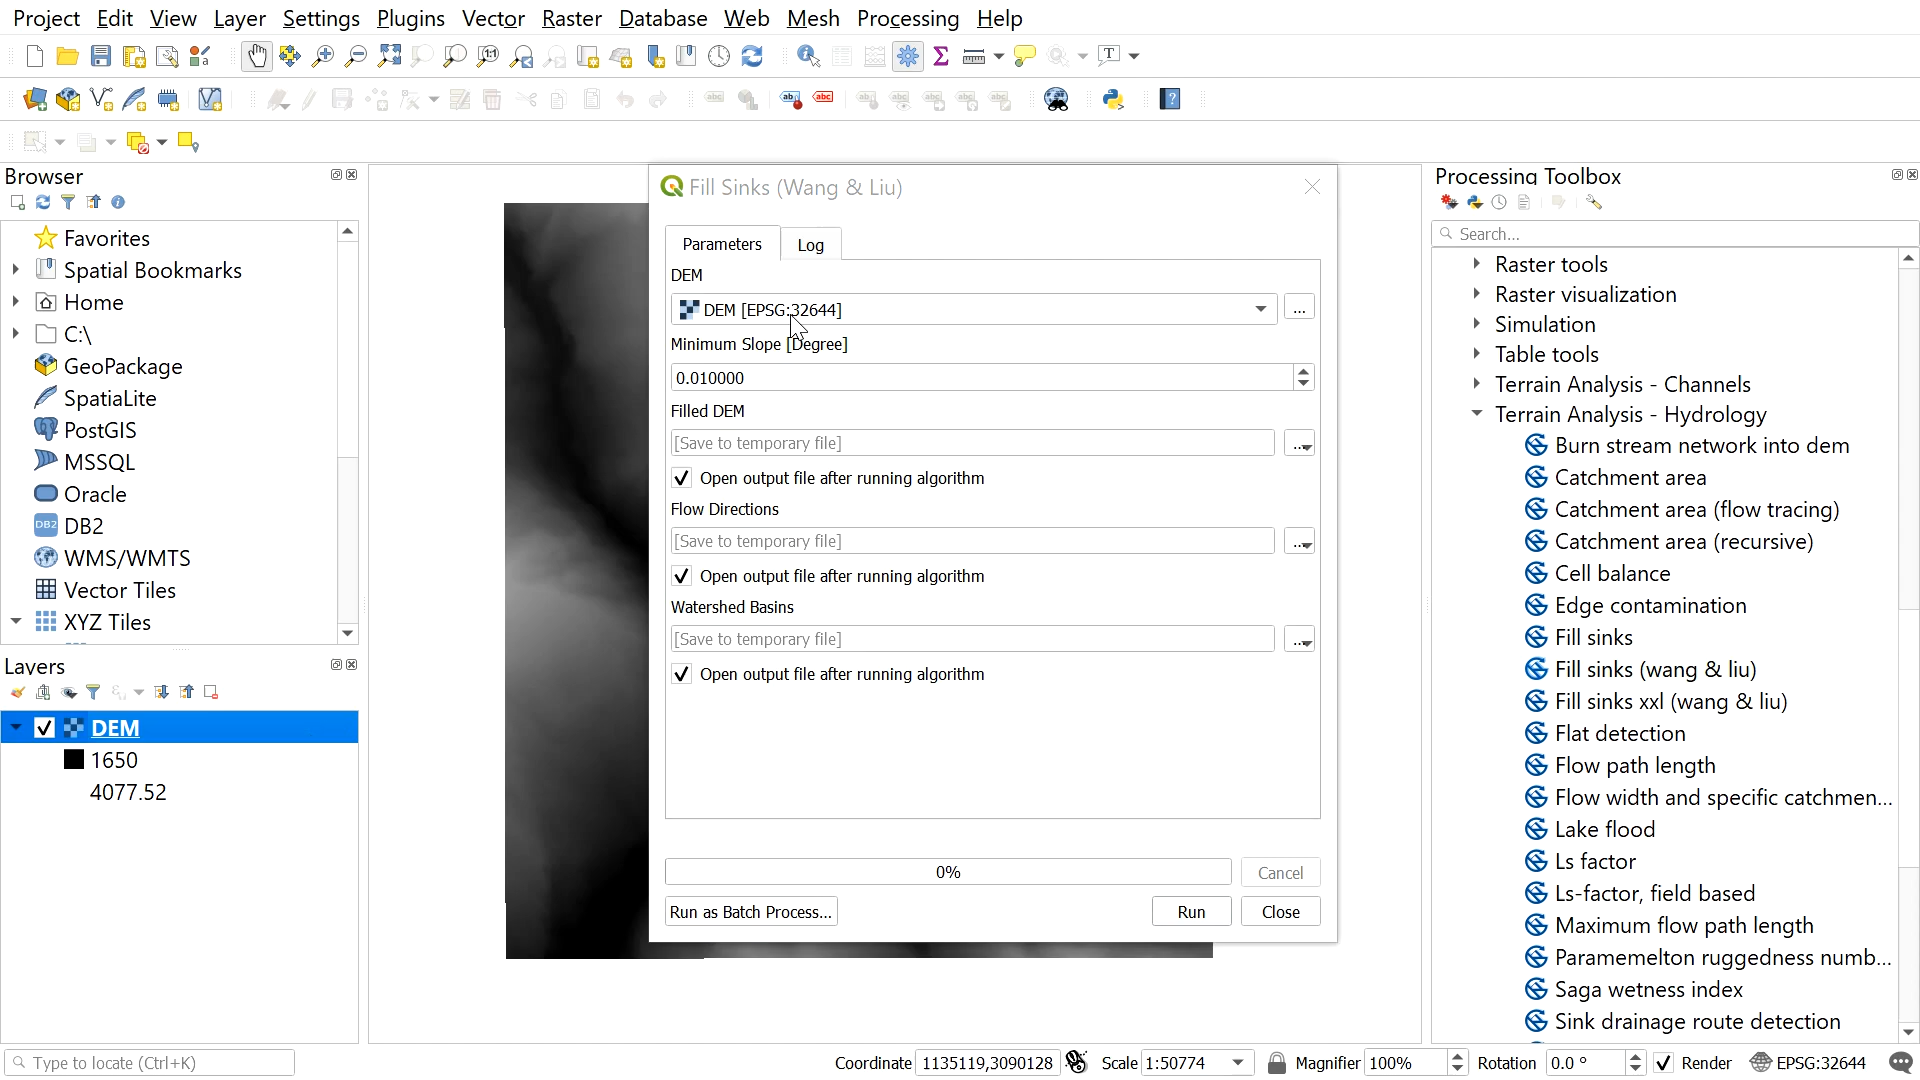 Project Edit View Layer Settings Plugins Vector Raster Database Web Mesh Processing Help
Browser
Favorites
Spatial Bookmarks
Home
C:\
GeoPackage
SpatiaLite
PostGIS
MSSQL
Oracle
DB2
WMS/WMTS
Vector Tiles
XYZ Tiles
Layers
DEM
1650
4077.52
Type to locate (Ctrl+K)
Fill Sinks (Wang & Liu)
Parameters Log
DEM
DEM [EPSG:32644]
...
Minimum Slope [Degree]
0.010000
Filled DEM
[Save to temporary file]
...
Open output file after running algorithm
Flow Directions
[Save to temporary file]
...
Open output file after running algorithm
Watershed Basins
[Save to temporary file]
...
Open output file after running algorithm
0%
Cancel
Run as Batch Process...
Run
Close
Processing Toolbox
Search...
Raster tools
Raster visualization
Simulation
Table tools
Terrain Analysis - Channels
Terrain Analysis - Hydrology
Burn stream network into dem
Catchment area
Catchment area (flow tracing)
Catchment area (recursive)
Cell balance
Edge contamination
Fill sinks
Fill sinks (wang & liu)
Fill sinks xxl (wang & liu)
Flat detection
Flow path length
Flow width and specific catchmen...
Lake flood
Ls factor
Ls-factor, field based
Maximum flow path length
Paramemelton ruggedness numb...
Saga wetness index
Sink drainage route detection
Coordinate 1135119,3090128 Scale 1:50774 Magnifier 100% Rotation 0.0 ° Render EPSG:32644